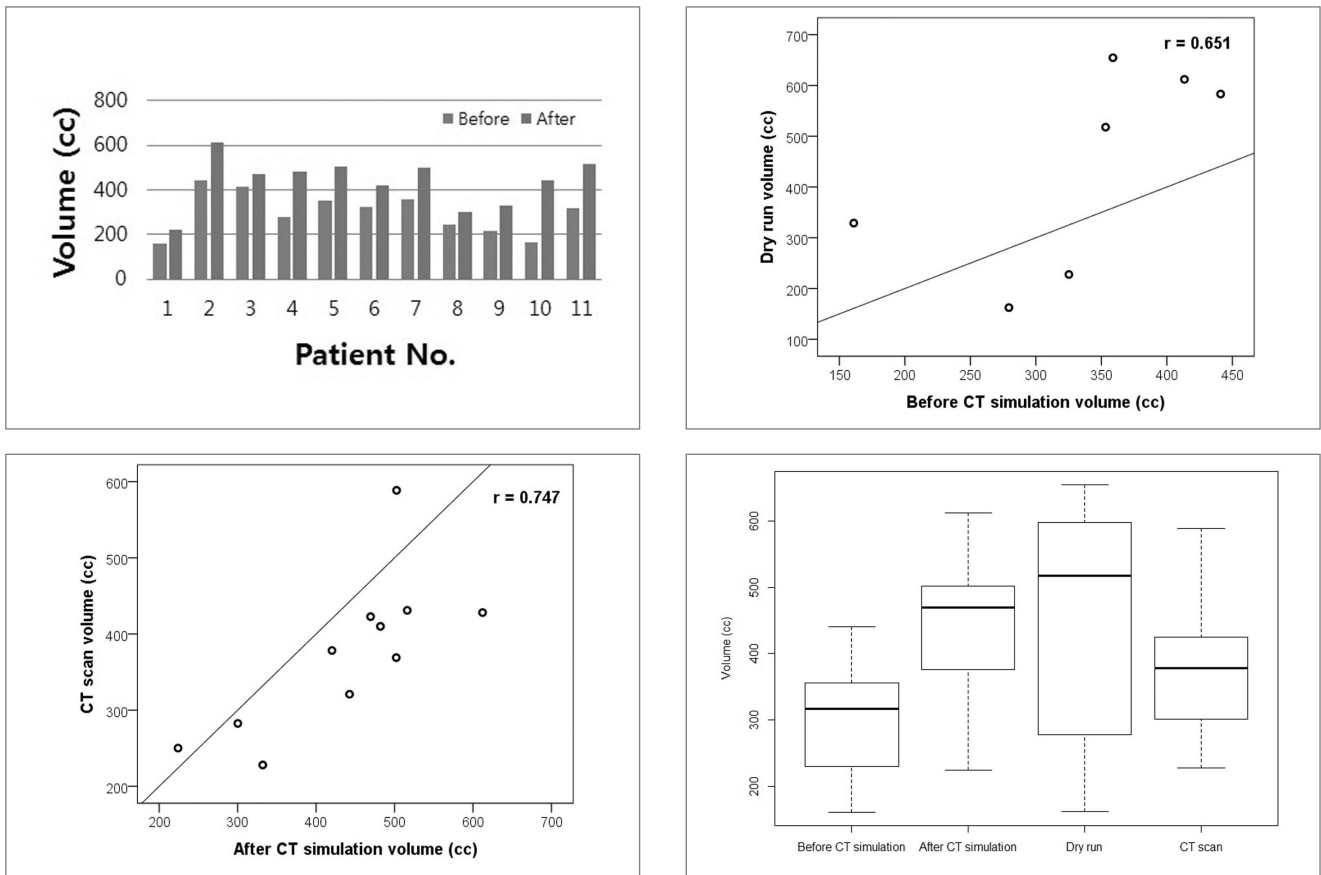 800
600
400
200
0
Volume (cc)
Before After
1 2 3 4 5 6 7 8 9 10 11
Patient No.
r = 0.651
700
600
500
400
300
200
100
Dry run volume (cc)
150 200 250 300 350 400 450
Before CT simulation volume (cc)
r = 0.747
600
500
400
300
200
CT scan volume (cc)
200 300 400 500 600 700
After CT simulation volume (cc)
600
500
400
300
200
Volume (cc)
Before CT simulation After CT simulation Dry run CT scan